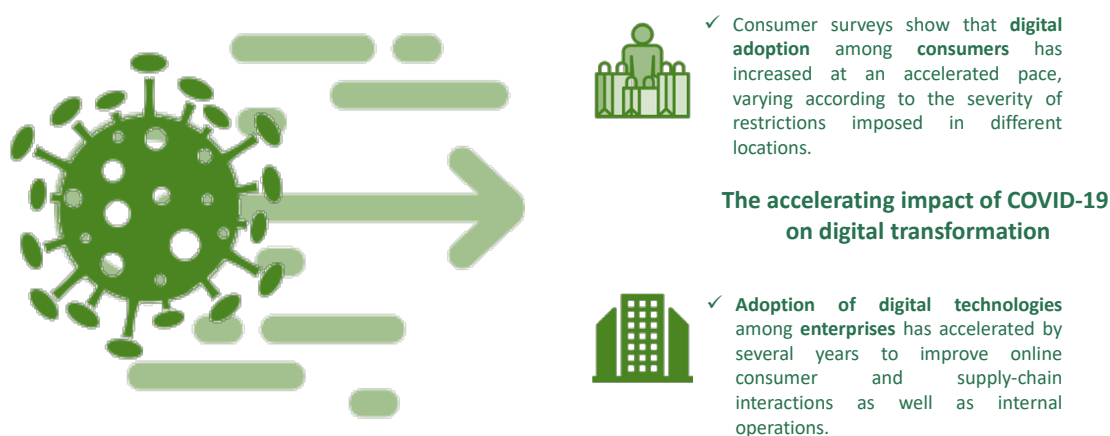 ✓ Consumer surveys show that digital
adoption among consumers has
increased at an accelerated pace,
varying according to the severity of
restrictions imposed in different
locations.
The accelerating impact of COVID-19
on digital transformation
✓ Adoption of digital technologies
among enterprises has accelerated by
several years to improve online
consumer and supply-chain
interactions as well as internal
operations.